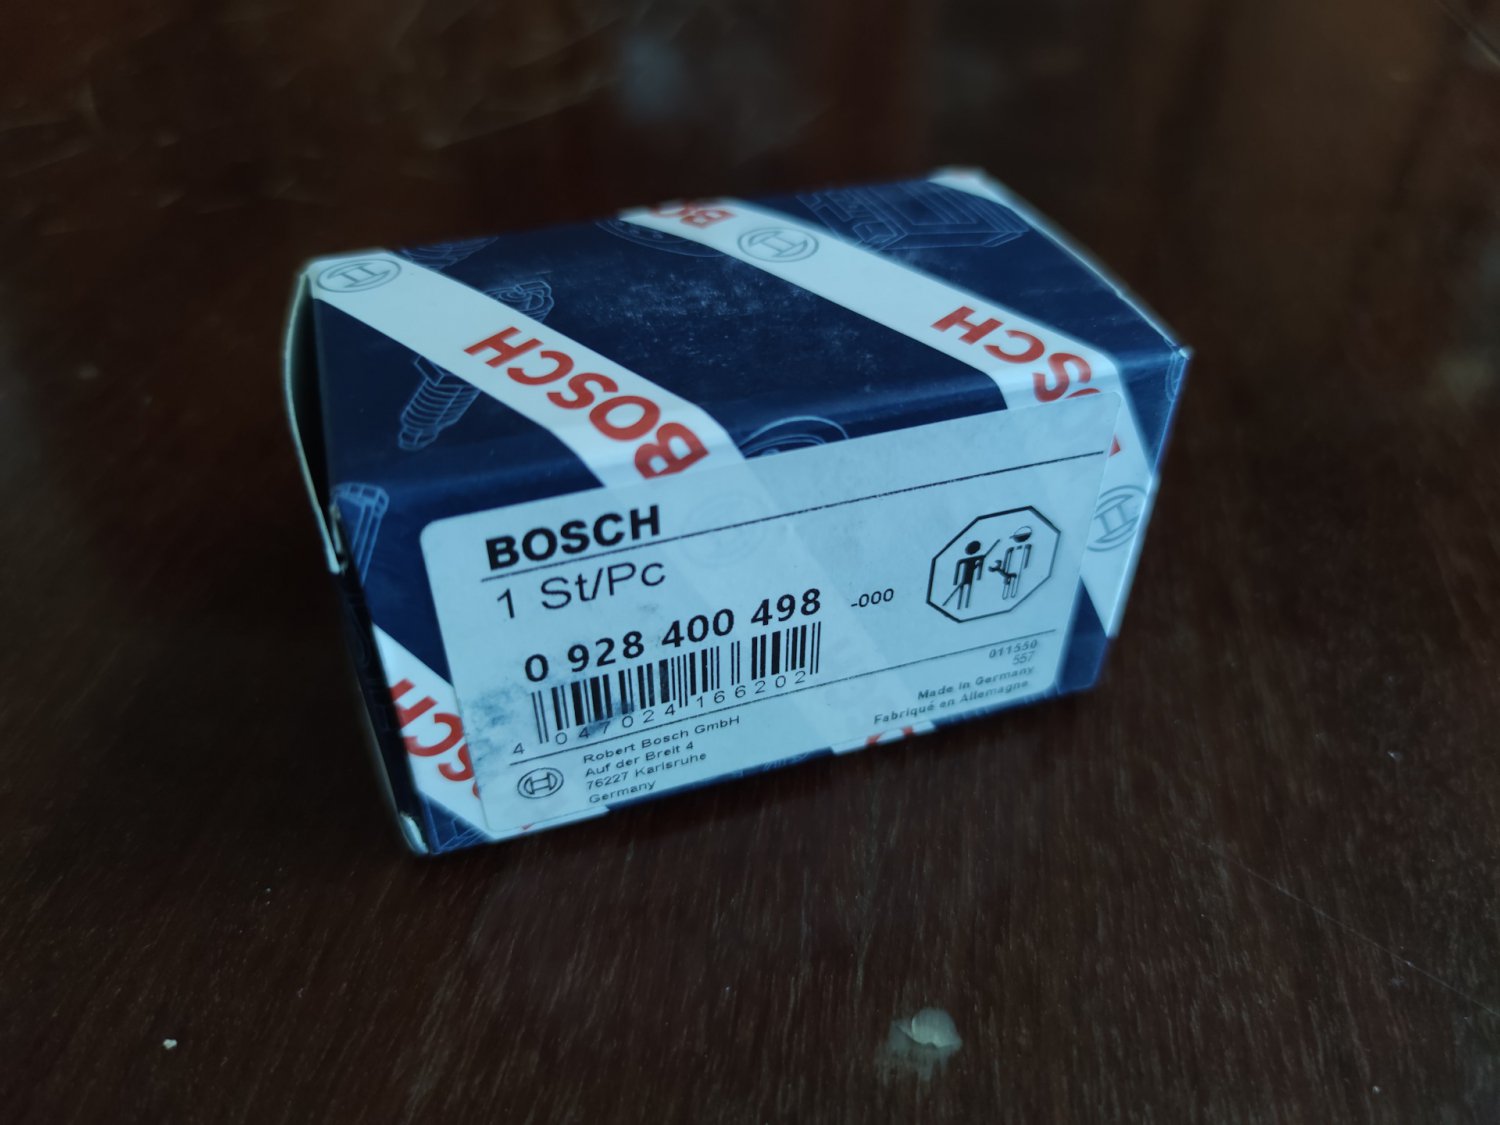 BOSCH
BOSCH
BOSCH
BOSCH
1 St/Pc
0 928 400 498 -000
4 047024 166202
011550
557
Made in Germany
Fabriqué en Allemagne
Robert Bosch GmbH
Auf der Breit 4
76227 Karlsruhe
Germany